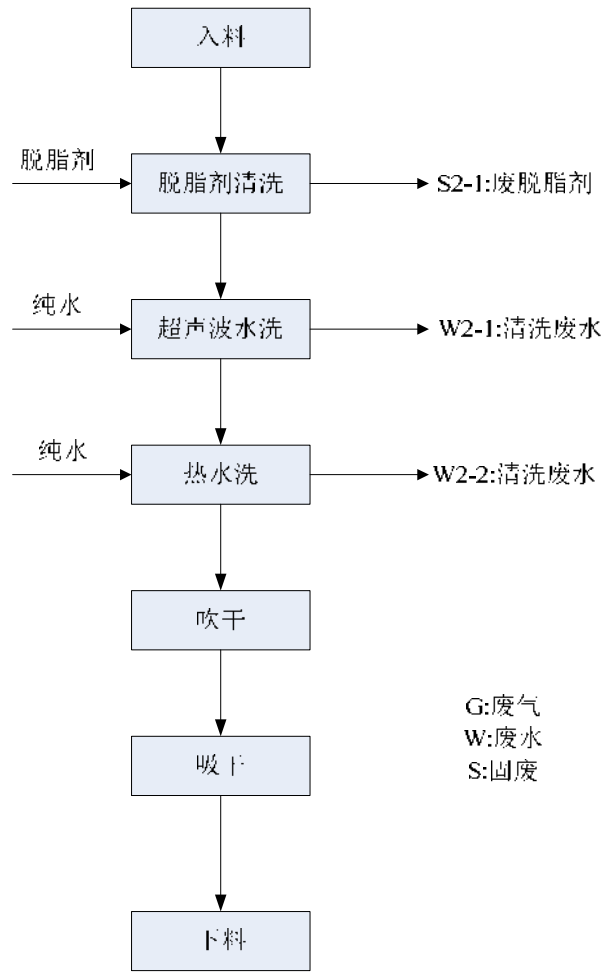 入料
脱脂剂
脱脂剂清洗
S2-1:废脱脂剂
纯水
超声波水洗
W2-1:清洗废水
纯水
热水洗
W2-2:清洗废水
吹干
G:废气
W:废水
S:固废
吸干
下料